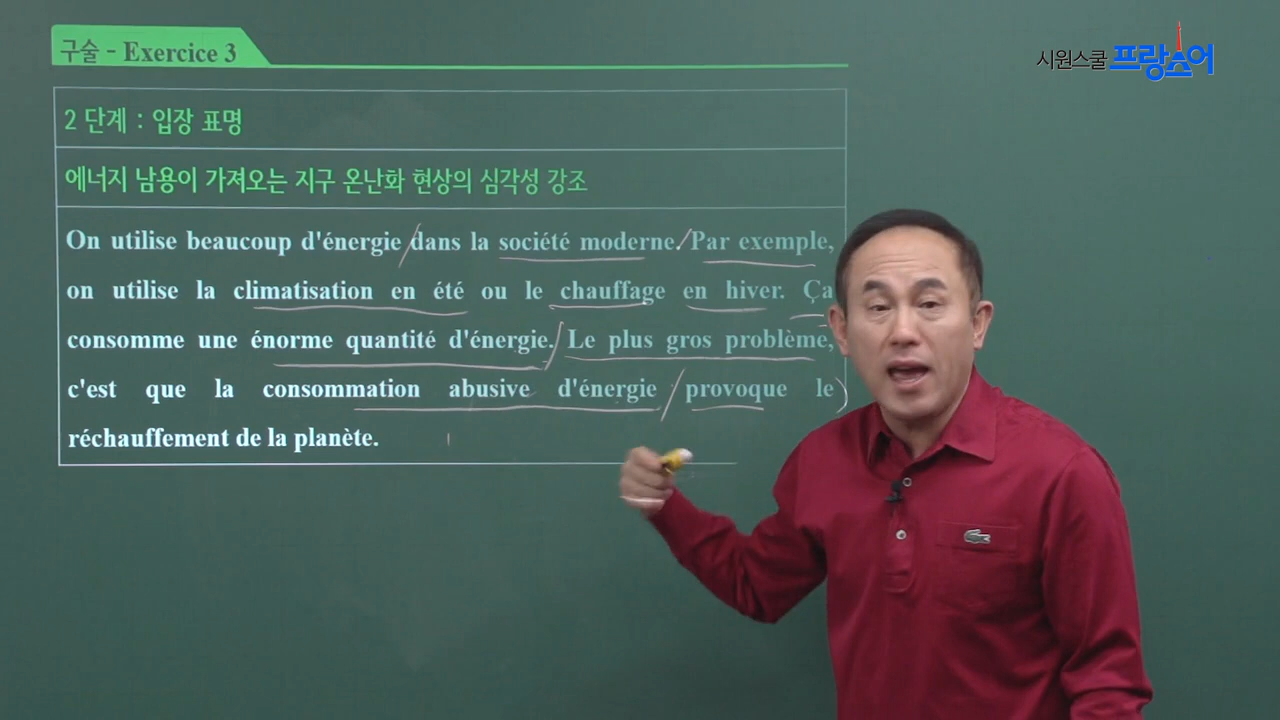 구술 - Exercice 3
시원스쿨 프랑스어
2 단계 : 입장 표명
에너지 남용이 가져오는 지구 온난화 현상의 심각성 강조
On utilise beaucoup d'énergie dans la société moderne. Par exemple,
on utilise la climatisation en été ou le chauffage en hiver. Ça
consomme une énorme quantité d'énergie. Le plus gros problème,
c'est que la consommation abusive d'énergie provoque le
réchauffement de la planète.